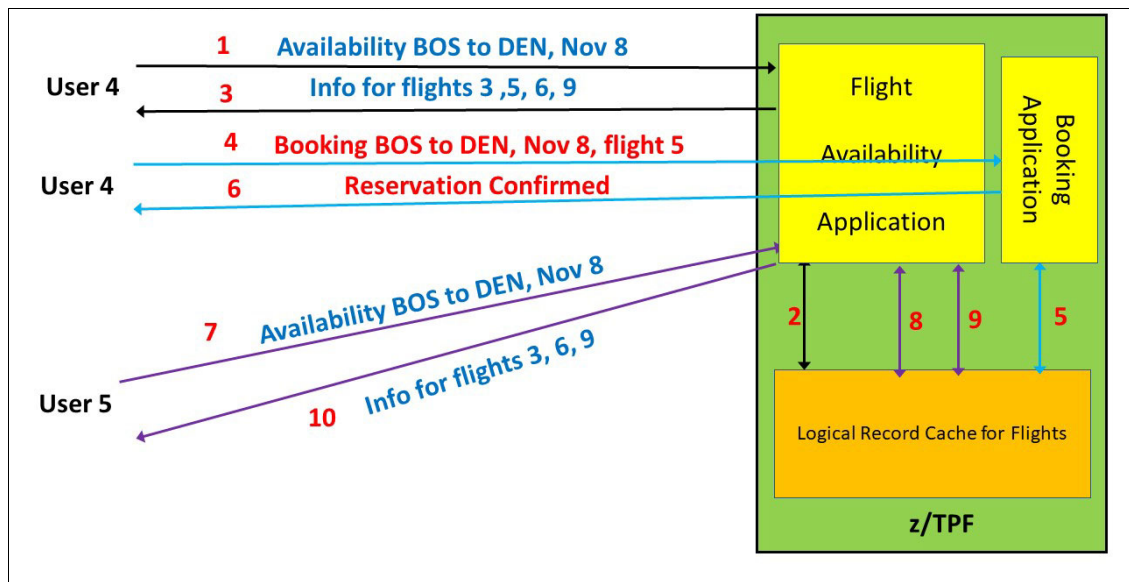 1 Availability BOS to DEN, Nov 8
User 4
3 Info for flights 3 ,5, 6, 9
4 Booking BOS to DEN, Nov 8, flight 5
User 4
6 Reservation Confirmed
7 Availability BOS to DEN, Nov 8
User 5
10 Info for flights 3, 6, 9
Flight
Availability
Application
Booking
Application
2
8
9
5
Logical Record Cache for Flights
z/TPF